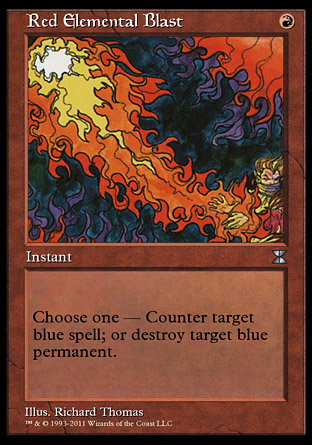 Red Elemental Blast
Instant
Choose one — Counter target
blue spell; or destroy target blue
permanent.
Illus. Richard Thomas
™ & © 1993-2011 Wizards of the Coast LLC